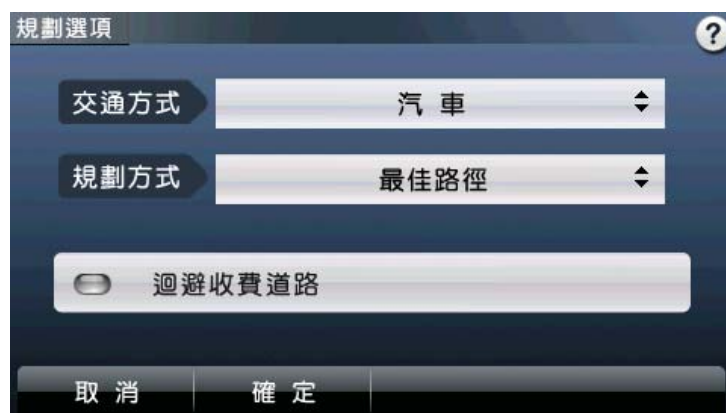 規劃選項
?
交通方式
汽 車
規劃方式
最佳路徑
迴避收費道路
取 消
確 定